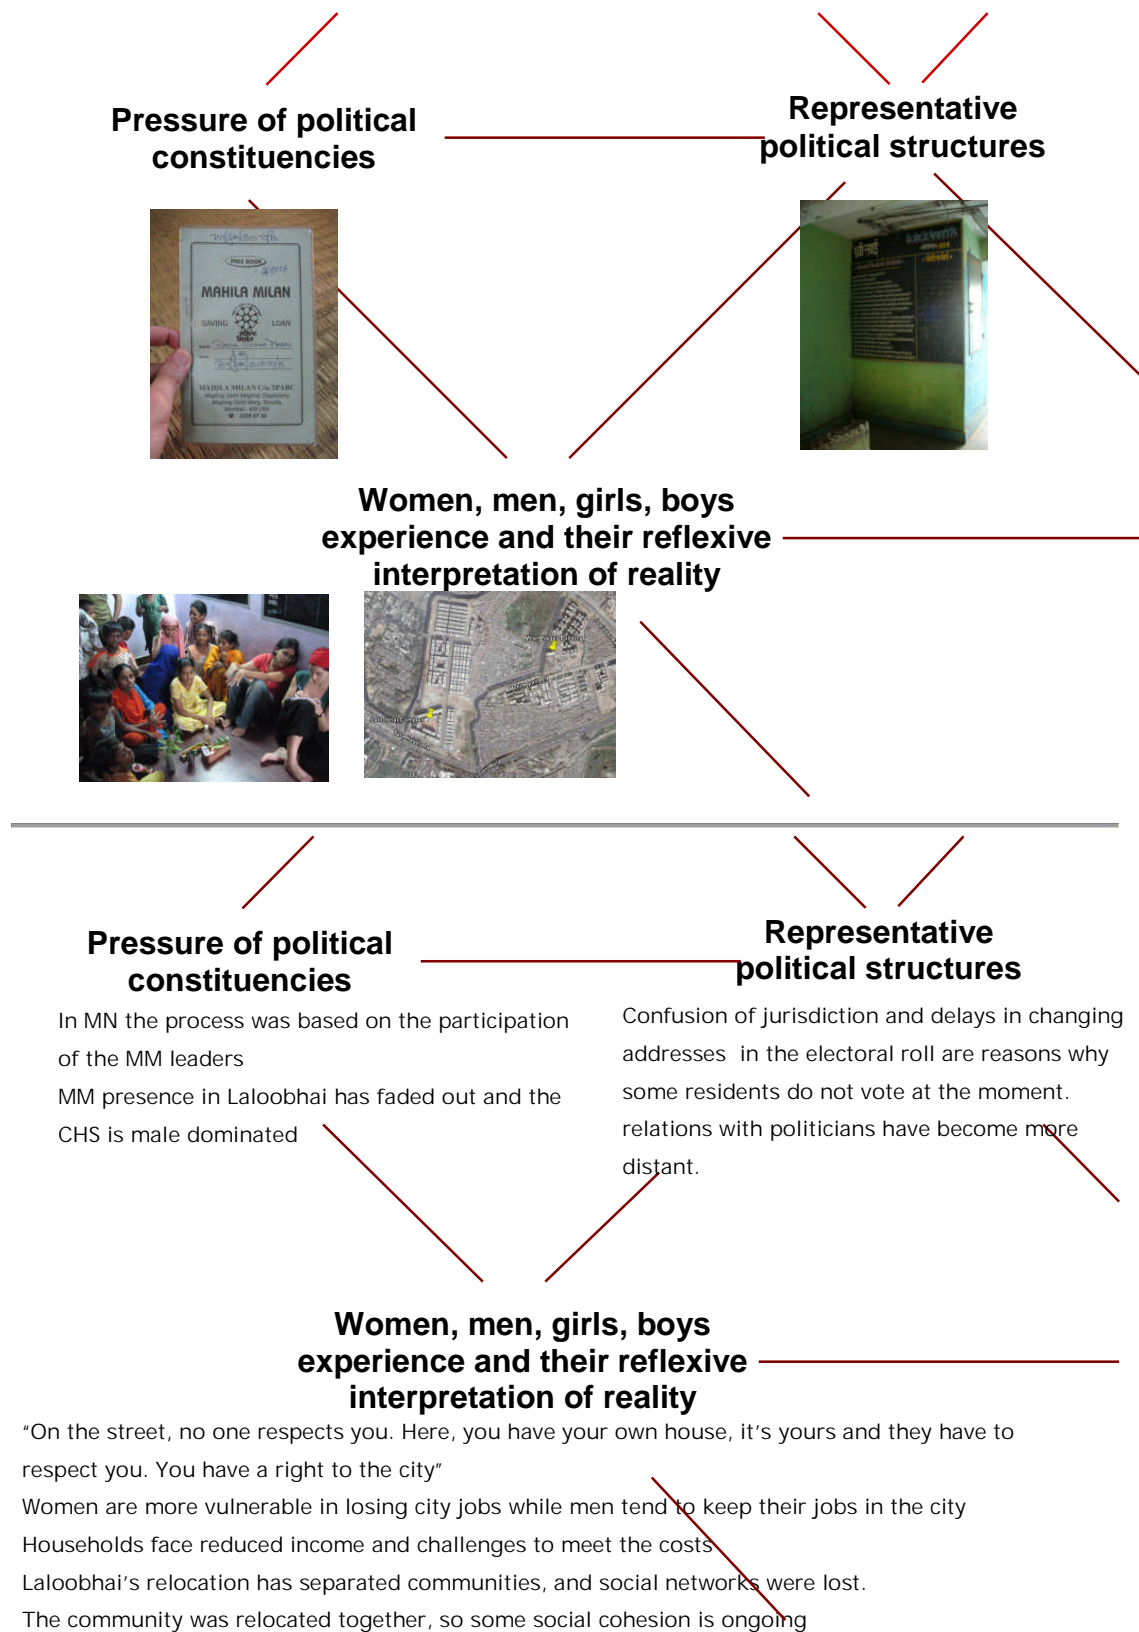 Pressure of political
constituencies
Representative
political structures
PASS BOOK
MAHILA MILAN
SAVING LOAN
MAHILA MILAN C/o. SPARC
Women, men, girls, boys
experience and their reflexive
interpretation of reality
Pressure of political
constituencies
In MN the process was based on the participation
of the MM leaders
MM presence in Laloobhai has faded out and the
CHS is male dominated
Representative
political structures
Confusion of jurisdiction and delays in changing
addresses in the electoral roll are reasons why
some residents do not vote at the moment.
relations with politicians have become more
distant.
Women, men, girls, boys
experience and their reflexive
interpretation of reality
“On the street, no one respects you. Here, you have your own house, it’s yours and they have to
respect you. You have a right to the city”
Women are more vulnerable in losing city jobs while men tend to keep their jobs in the city
Households face reduced income and challenges to meet the costs
Laloobhai’s relocation has separated communities, and social networks were lost.
The community was relocated together, so some social cohesion is ongoing